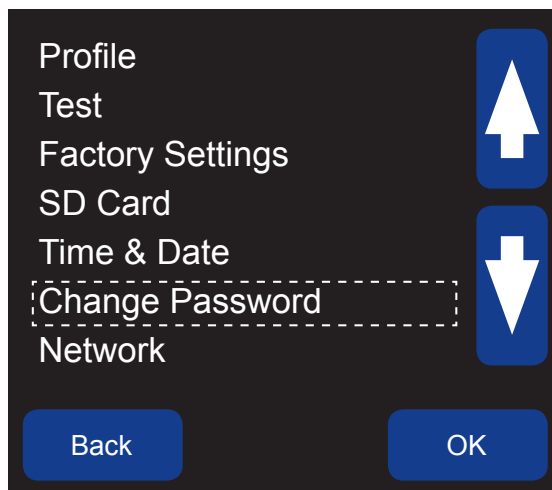 Profile
Test
Factory Settings
SD Card
Time & Date
Change Password
Network
Back
OK